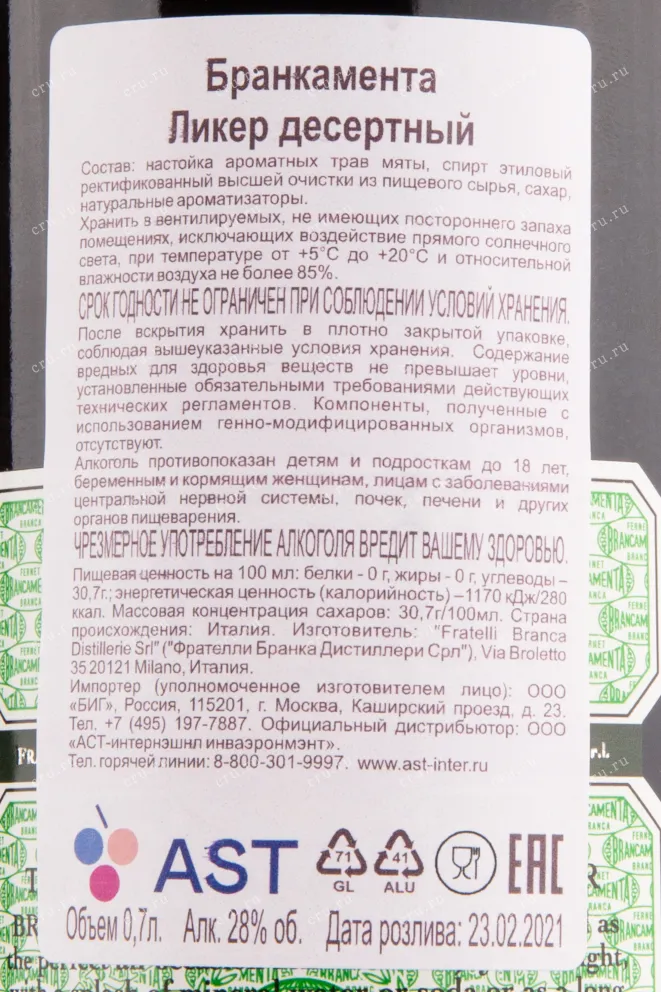 Бранкамента
Ликер десертный
Состав: настойка ароматных трав мяты, спирт этиловый
ректификованный высшей очистки из пищевого сырья, сахар,
натуральные ароматизаторы.
Хранить в вентилируемых, не имеющих постороннего запаха
помещениях, исключающих воздействие прямого солнечного
света, при температуре от +5°C до +20°C и относительной
влажности воздуха не более 85%.
СРОК ГОДНОСТИ НЕ ОГРАНИЧЕН ПРИ СОБЛЮДЕНИИ УСЛОВИЙ ХРАНЕНИЯ.
После вскрытия хранить в плотно закрытой упаковке,
соблюдая вышеуказанные условия хранения. Содержание
вредных для здоровья веществ не превышает уровни,
установленные обязательными требованиями действующих
технических регламентов. Компоненты, полученные с
использованием генно-модифицированных организмов,
отсутствуют.
Алкоголь противопоказан детям и подросткам до 18 лет,
беременным и кормящим женщинам, лицам с заболеваниями
центральной нервной системы, почек, печени и других
органов пищеварения.
ЧРЕЗМЕРНОЕ УПОТРЕБЛЕНИЕ АЛКОГОЛЯ ВРЕДИТ ВАШЕМУ ЗДОРОВЬЮ.
Пищевая ценность на 100 мл: белки - 0 г, жиры - 0 г, углеводы –
30,7г.; энергетическая ценность (калорийность) –1170 кДж/280
ккал. Массовая концентрация сахаров: 30,7г/100мл. Страна
происхождения: Италия. Изготовитель: "Fratelli Branca
Distillerie Srl" ("Фрателли Бранка Дистиллери Срл"), Via Broletto
35 20121 Milano, Италия.
Импортер (уполномоченное изготовителем лицо): ООО
«БИГ», Россия, 115201, г. Москва, Каширский проезд, д. 23.
Тел. +7 (495) 197-7887. Официальный дистрибьютор: ООО
«АСТ-интернэшнл инваэронмэнт».
Тел. горячей линии: 8-800-301-9997. www.ast-inter.ru
AST 71 GL 41 ALU EAC
Объем 0,7л. Алк. 28% об. Дата розлива: 23.02.2021